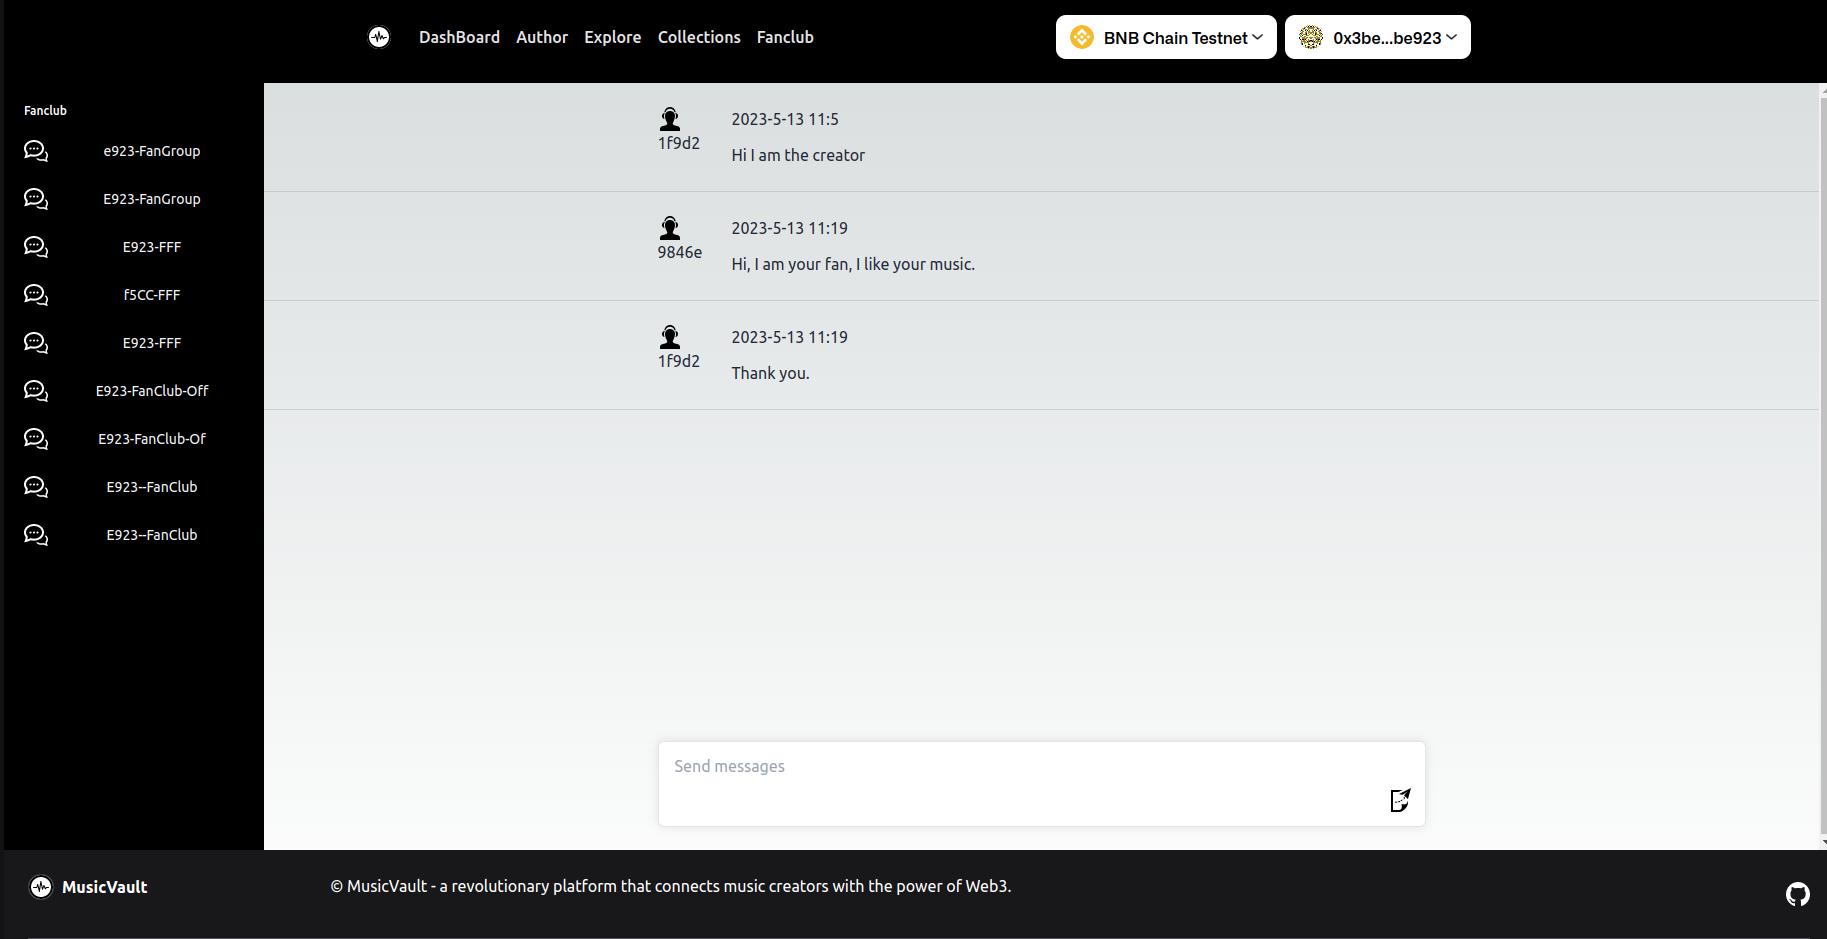 DashBoard Author Explore Collections Fanclub BNB Chain Testnet 0x3be...be923
Fanclub
e923-FanGroup
E923-FanGroup
E923-FFF
f5CC-FFF
E923-FFF
E923-FanClub-Off
E923-FanClub-Of
E923--FanClub
E923--FanClub
2023-5-13 11:5
1f9d2
Hi I am the creator
2023-5-13 11:19
9846e
Hi, I am your fan, I like your music.
2023-5-13 11:19
1f9d2
Thank you.
Send messages
MusicVault © MusicVault - a revolutionary platform that connects music creators with the power of Web3.